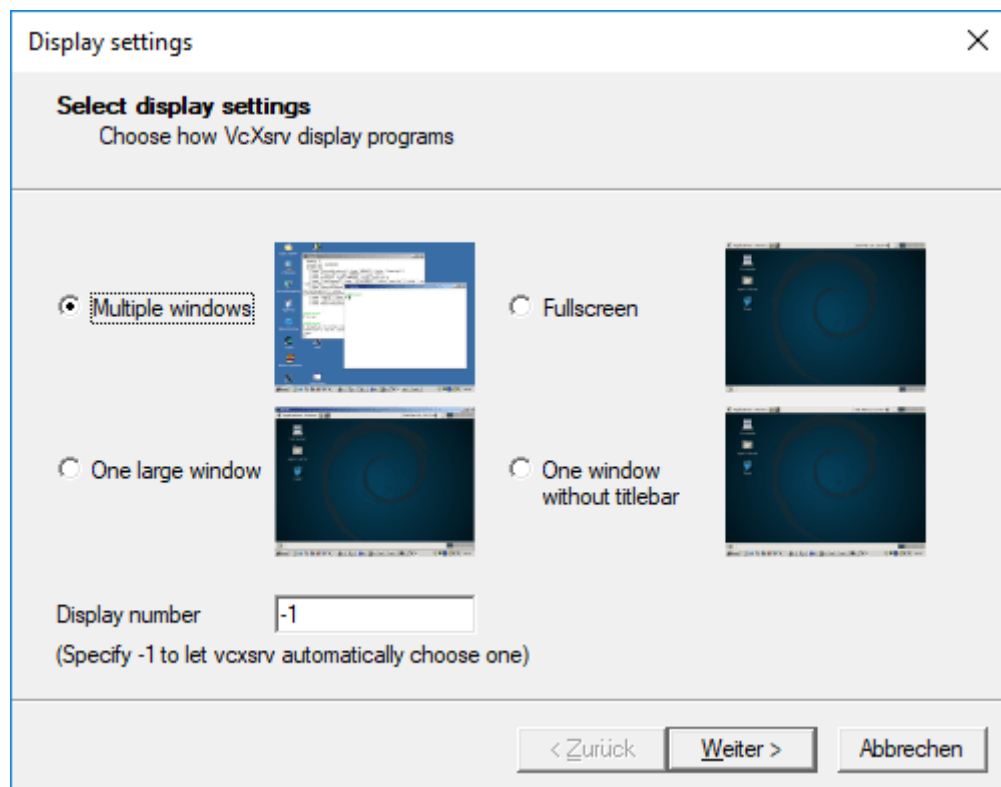 Display settings
Select display settings
Choose how VcXsrv display programs
Multiple windows
Fullscreen
One large window
One window
without titlebar
Display number
-1
(Specify -1 to let vcxsrv automatically choose one)
< Zurück
Weiter >
Abbrechen